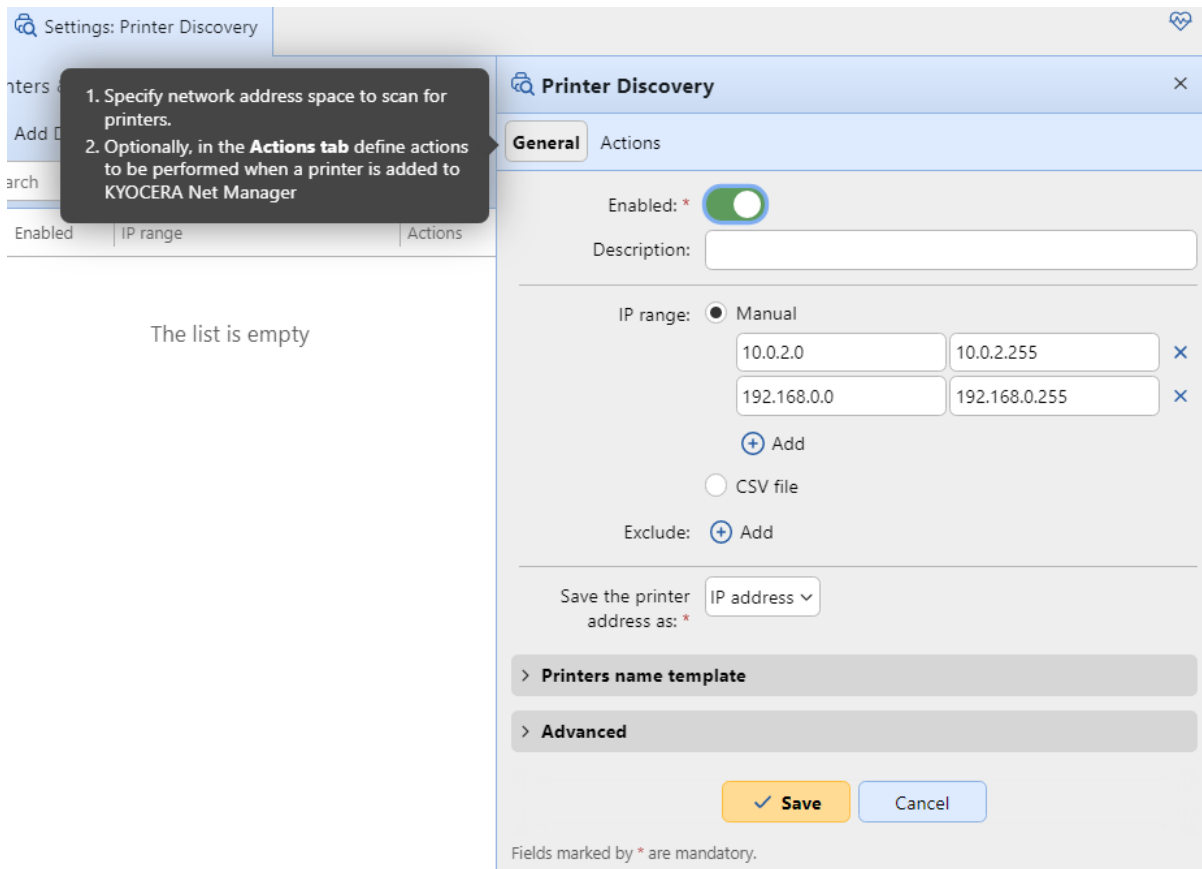 Settings: Printer Discovery
Add
arch
1. Specify network address space to scan for
printers.
2. Optionally, in the Actions tab define actions
to be performed when a printer is added to
KYOCERA Net Manager
Enabled
IP range
Actions
The list is empty
Printer Discovery
General
Actions
Enabled: *
Description:
IP range:
Manual
10.0.2.0
10.0.2.255
192.168.0.0
192.168.0.255
Add
CSV file
Exclude:
Add
Save the printer
address as: *
IP address
Printers name template
Advanced
Save
Cancel
Fields marked by * are mandatory.